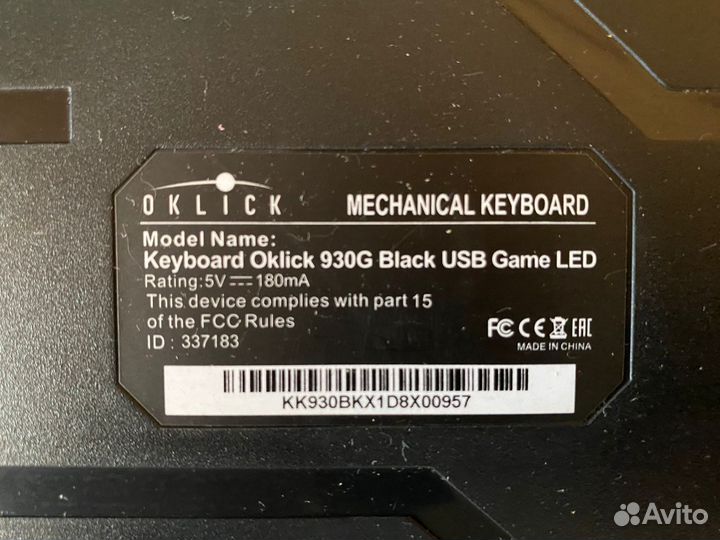 OKLICK MECHANICAL KEYBOARD
Model Name:
Keyboard Oklick 930G Black USB Game LED
Rating:5V 180mA
This device complies with part 15
of the FCC Rules
FC CE EAC
ID : 337183
MADE IN CHINA
KK930BKX1D8X00957
Avito